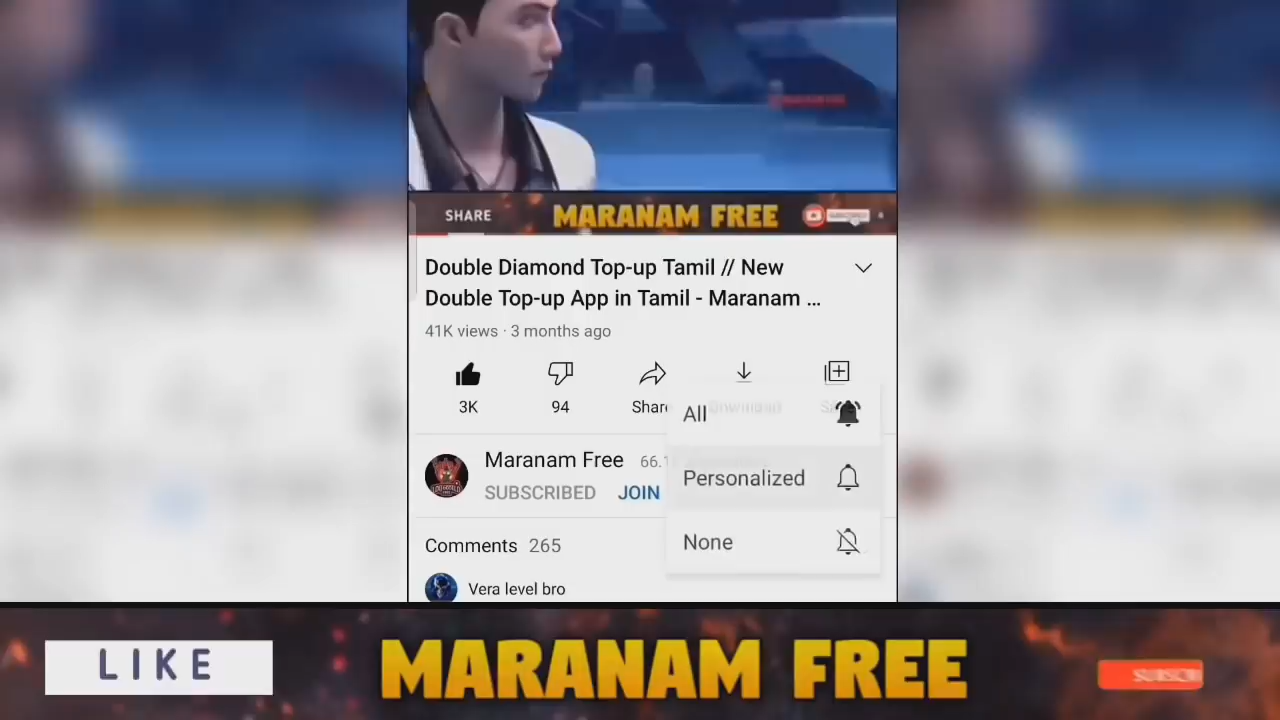 SHARE
MARANAM FREE
Double Diamond Top-up Tamil // New
Double Top-up App in Tamil - Maranam ...
41K views · 3 months ago
3K
94
Share
All
Maranam Free 66.1
SUBSCRIBED JOIN
Personalized
Comments 265
None
Vera level bro
LIKE
MARANAM FREE